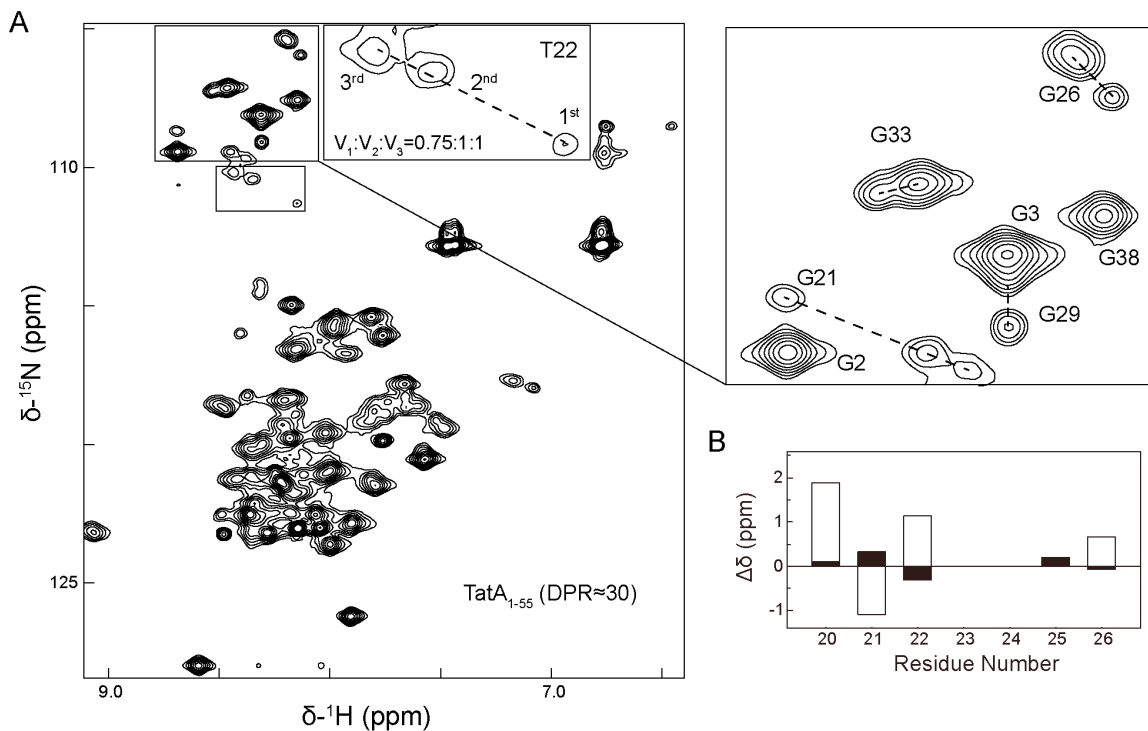 A
T22
3rd
2nd
1st
V1:V2:V3=0.75:1:1
110
125
δ-15N (ppm)
TatA1-55 (DPR≈30)
9.0
7.0
δ-1H (ppm)
G26
G33
G3
G38
G21
G29
G2
B
2
1
0
-1
Δδ (ppm)
20 21 22 23 24 25 26
Residue Number